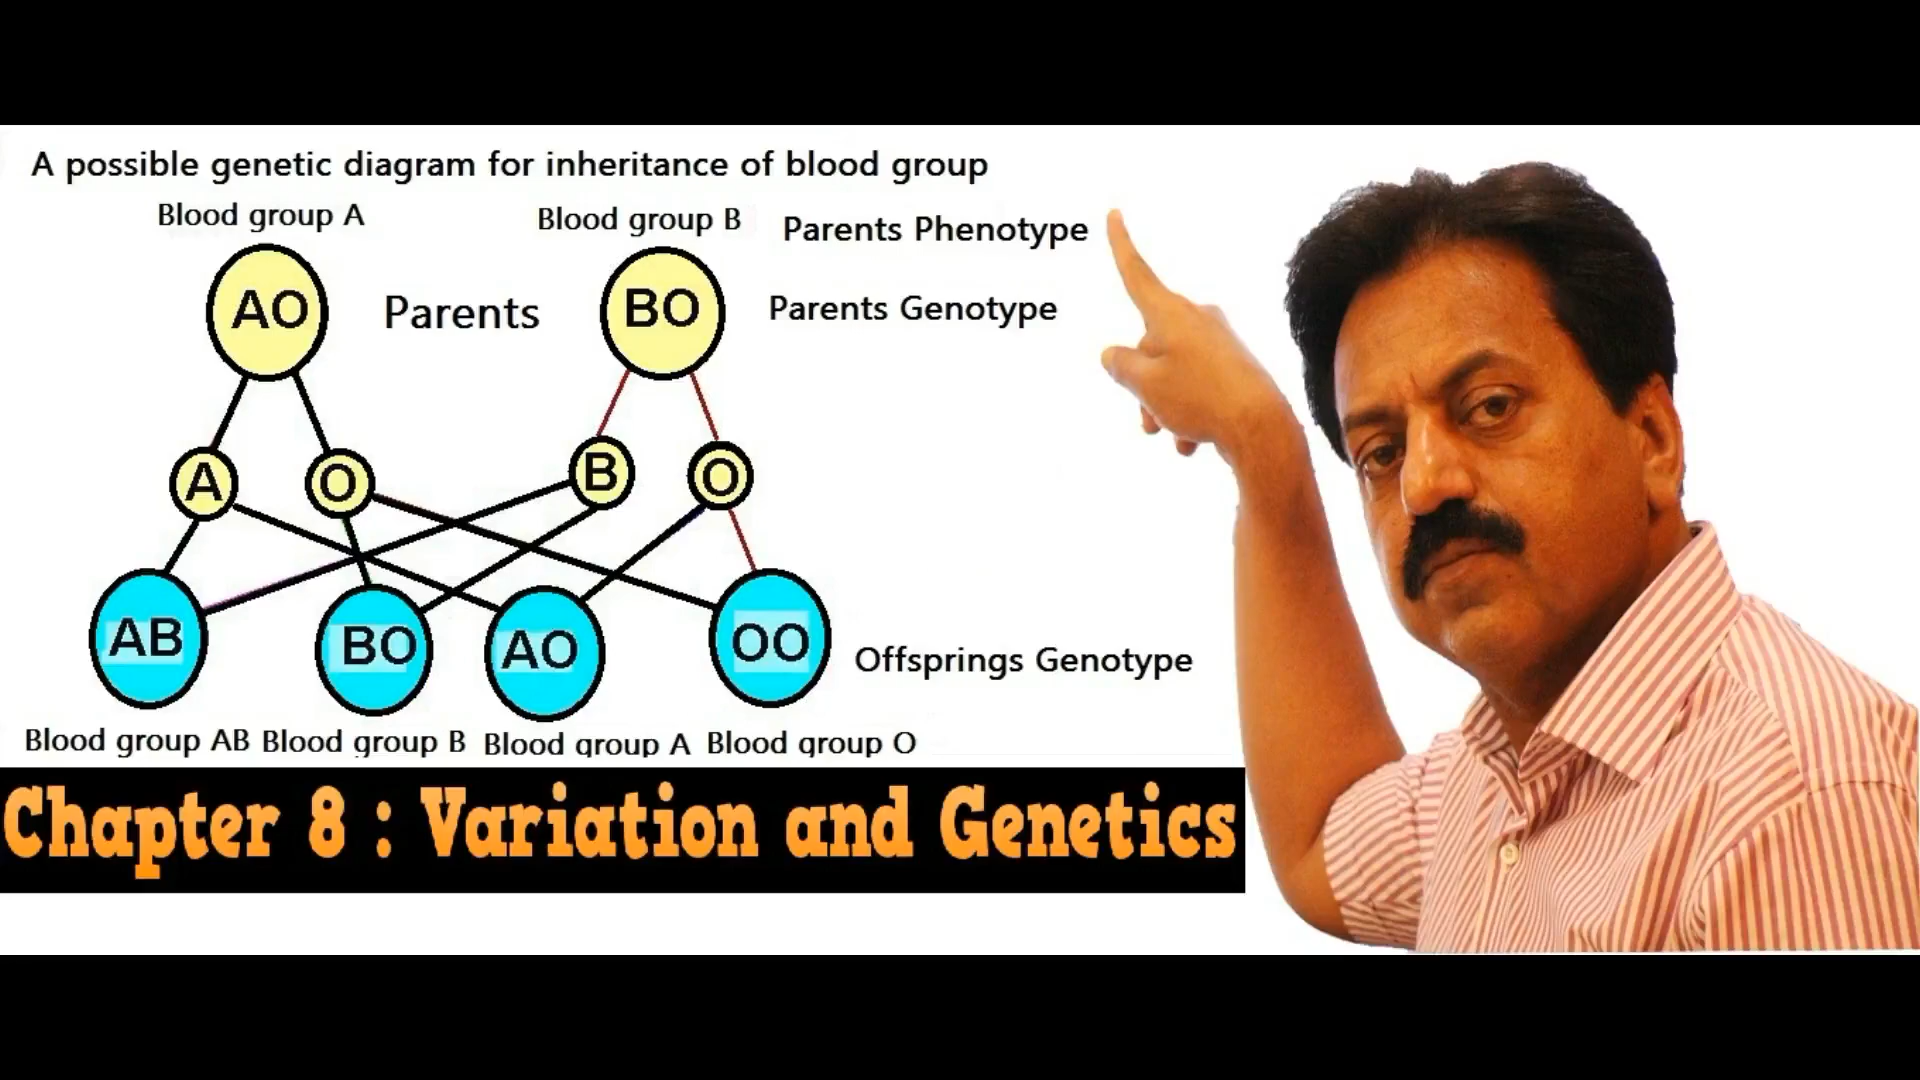 A possible genetic diagram for inheritance of blood group
Blood group A
Blood group B
Parents Phenotype
AO
Parents
BO
Parents Genotype
A
O
B
O
AB
BO
AO
OO
Offsprings Genotype
Blood group AB
Blood group B
Blood group A
Blood group O
Chapter 8 : Variation and Genetics